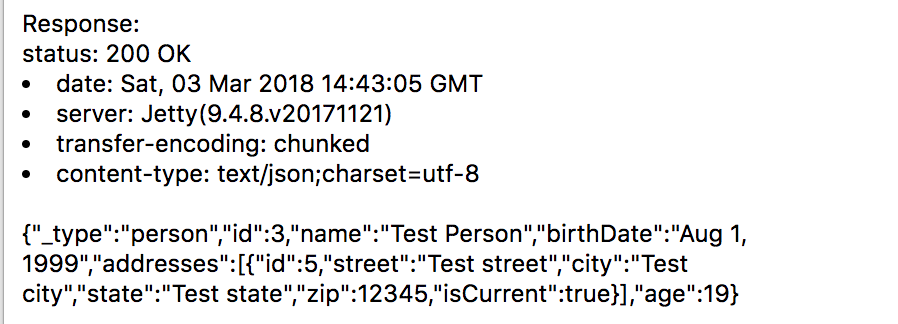 Response:
status: 200 OK
• date: Sat, 03 Mar 2018 14:43:05 GMT
• server: Jetty(9.4.8.v20171121)
• transfer-encoding: chunked
• content-type: text/json;charset=utf-8
{"_type":"person","id":3,"name":"Test Person","birthDate":"Aug 1,
1999","addresses":[{"id":5,"street":"Test street","city":"Test
city","state":"Test state","zip":12345,"isCurrent":true}],"age":19}